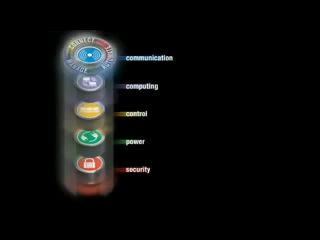 communication
computing
control
power
security